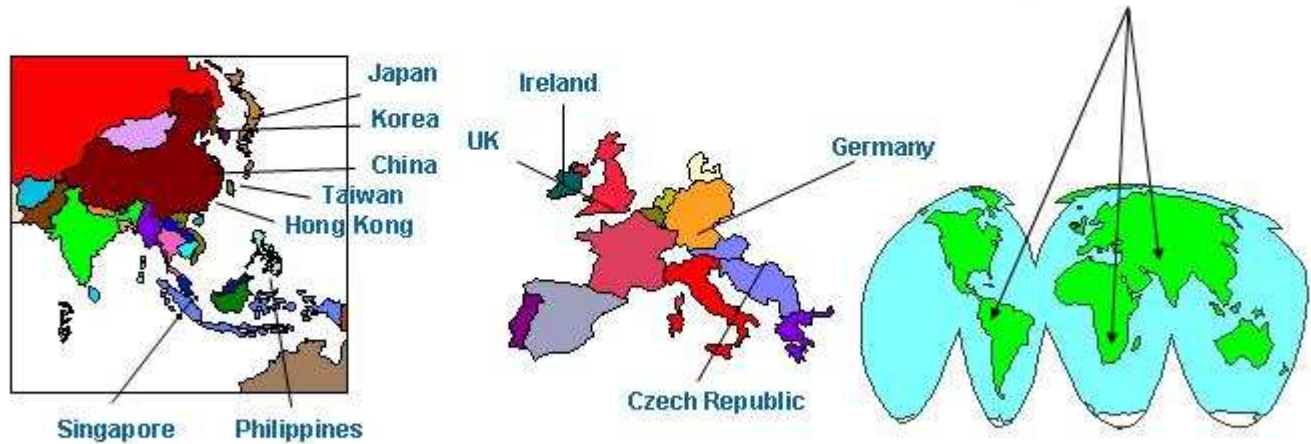 Japan
Korea
China
Taiwan
Hong Kong
Singapore
Philippines
Ireland
UK
Germany
Czech Republic